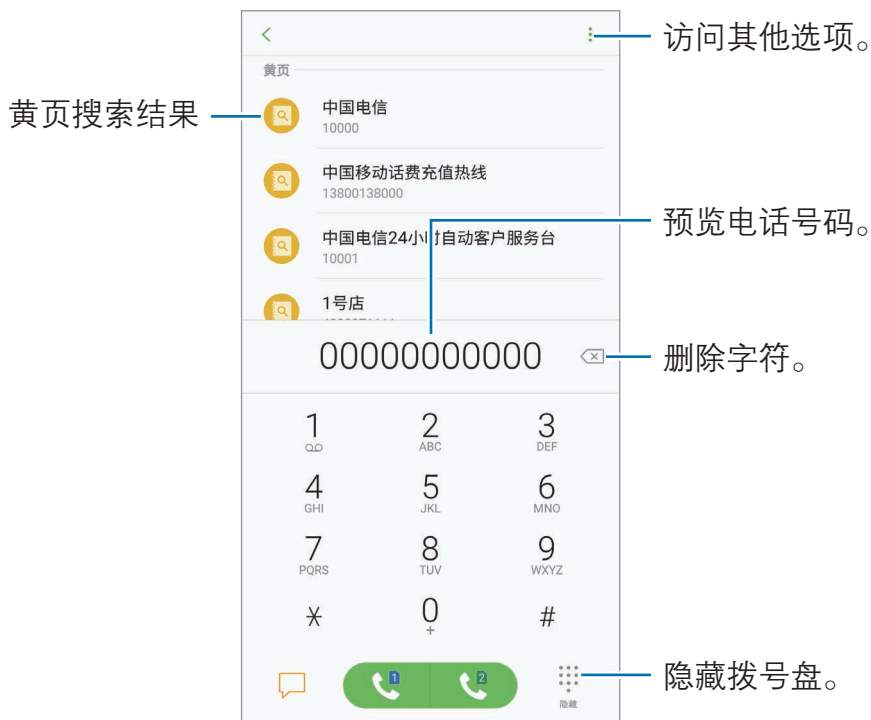 访问其他选项。
黄页
黄页搜索结果
中国电信
10000
中国移动话费充值热线
13800138000
预览电话号码。
中国电信24小时自动客户服务台
10001
1号店
00000000000
删除字符。
1 2 3
ABC DEF
4 5 6
GHI JKL MNO
7 8 9
PQRS TUV WXYZ
* 0 #
+
1 2
隐藏拨号盘。
隐藏